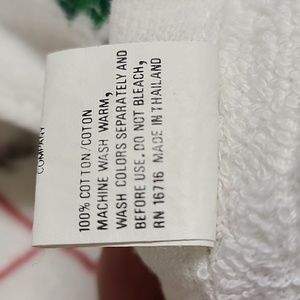 COMPANY
100% COTTON/COTON
MACHINE WASH WARM,
WASH COLORS SEPARATELY AND
BEFORE USE. DO NOT BLEACH,
RN 16716 MADE IN THAILAND